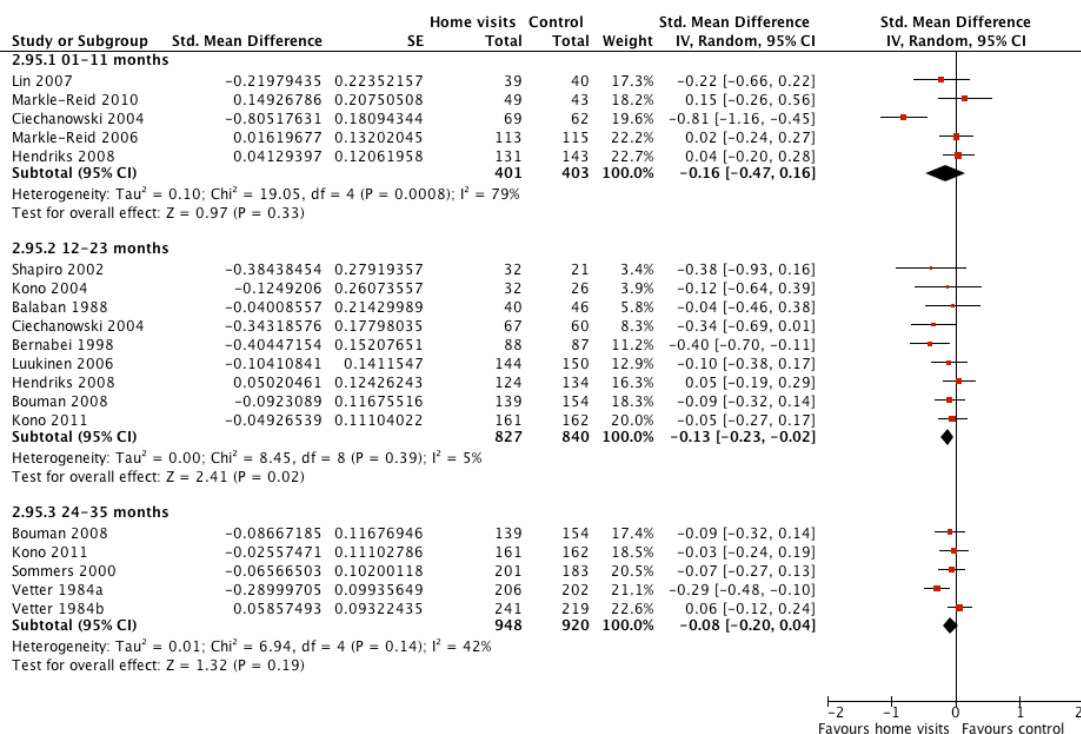 Home visits Control Std. Mean Difference Std. Mean Difference
Study or Subgroup Std. Mean Difference SE Total Total Weight IV, Random, 95% CI IV, Random, 95% CI
2.95.1 01-11 months
Lin 2007 -0.21979435 0.22352157 39 40 17.3% -0.22 [-0.66, 0.22]
Markle-Reid 2010 0.14926786 0.20750508 49 43 18.2% 0.15 [-0.26, 0.56]
Ciechanowski 2004 -0.80517631 0.18094344 69 62 19.6% -0.81 [-1.16, -0.45]
Markle-Reid 2006 0.01619677 0.13202045 113 115 22.2% 0.02 [-0.24, 0.27]
Hendriks 2008 0.04129397 0.12061958 131 143 22.7% 0.04 [-0.20, 0.28]
Subtotal (95% CI) 401 403 100.0% -0.16 [-0.47, 0.16]
Heterogeneity: Tau² = 0.10; Chi² = 19.05, df = 4 (P = 0.0008); I² = 79%
Test for overall effect: Z = 0.97 (P = 0.33)
2.95.2 12-23 months
Shapiro 2002 -0.38438454 0.27919357 32 21 3.4% -0.38 [-0.93, 0.16]
Kono 2004 -0.1249206 0.26073557 32 26 3.9% -0.12 [-0.64, 0.39]
Balaban 1988 -0.04008557 0.21429989 40 46 5.8% -0.04 [-0.46, 0.38]
Ciechanowski 2004 -0.34318576 0.17798035 67 60 8.3% -0.34 [-0.69, 0.01]
Bernabei 1998 -0.40447154 0.15207651 88 87 11.2% -0.40 [-0.70, -0.11]
Luukinen 2006 -0.10410841 0.1411547 144 150 12.9% -0.10 [-0.38, 0.17]
Hendriks 2008 0.05020461 0.12426243 124 134 16.3% 0.05 [-0.19, 0.29]
Bouman 2008 -0.0923089 0.11675516 139 154 18.3% -0.09 [-0.32, 0.14]
Kono 2011 -0.04926539 0.11104022 161 162 20.0% -0.05 [-0.27, 0.17]
Subtotal (95% CI) 827 840 100.0% -0.13 [-0.23, -0.02]
Heterogeneity: Tau² = 0.00; Chi² = 8.45, df = 8 (P = 0.39); I² = 5%
Test for overall effect: Z = 2.41 (P = 0.02)
2.95.3 24-35 months
Bouman 2008 -0.08667185 0.11676946 139 154 17.4% -0.09 [-0.32, 0.14]
Kono 2011 -0.02557471 0.11102786 161 162 18.5% -0.03 [-0.24, 0.19]
Sommers 2000 -0.06566503 0.10200118 201 183 20.5% -0.07 [-0.27, 0.13]
Vetter 1984a -0.28999705 0.09935649 206 202 21.1% -0.29 [-0.48, -0.10]
Vetter 1984b 0.05857493 0.09322435 241 219 22.6% 0.06 [-0.12, 0.24]
Subtotal (95% CI) 948 920 100.0% -0.08 [-0.20, 0.04]
Heterogeneity: Tau² = 0.01; Chi² = 6.94, df = 4 (P = 0.14); I² = 42%
Test for overall effect: Z = 1.32 (P = 0.19)
-2 -1 0 1 2
Favours home visits Favours control